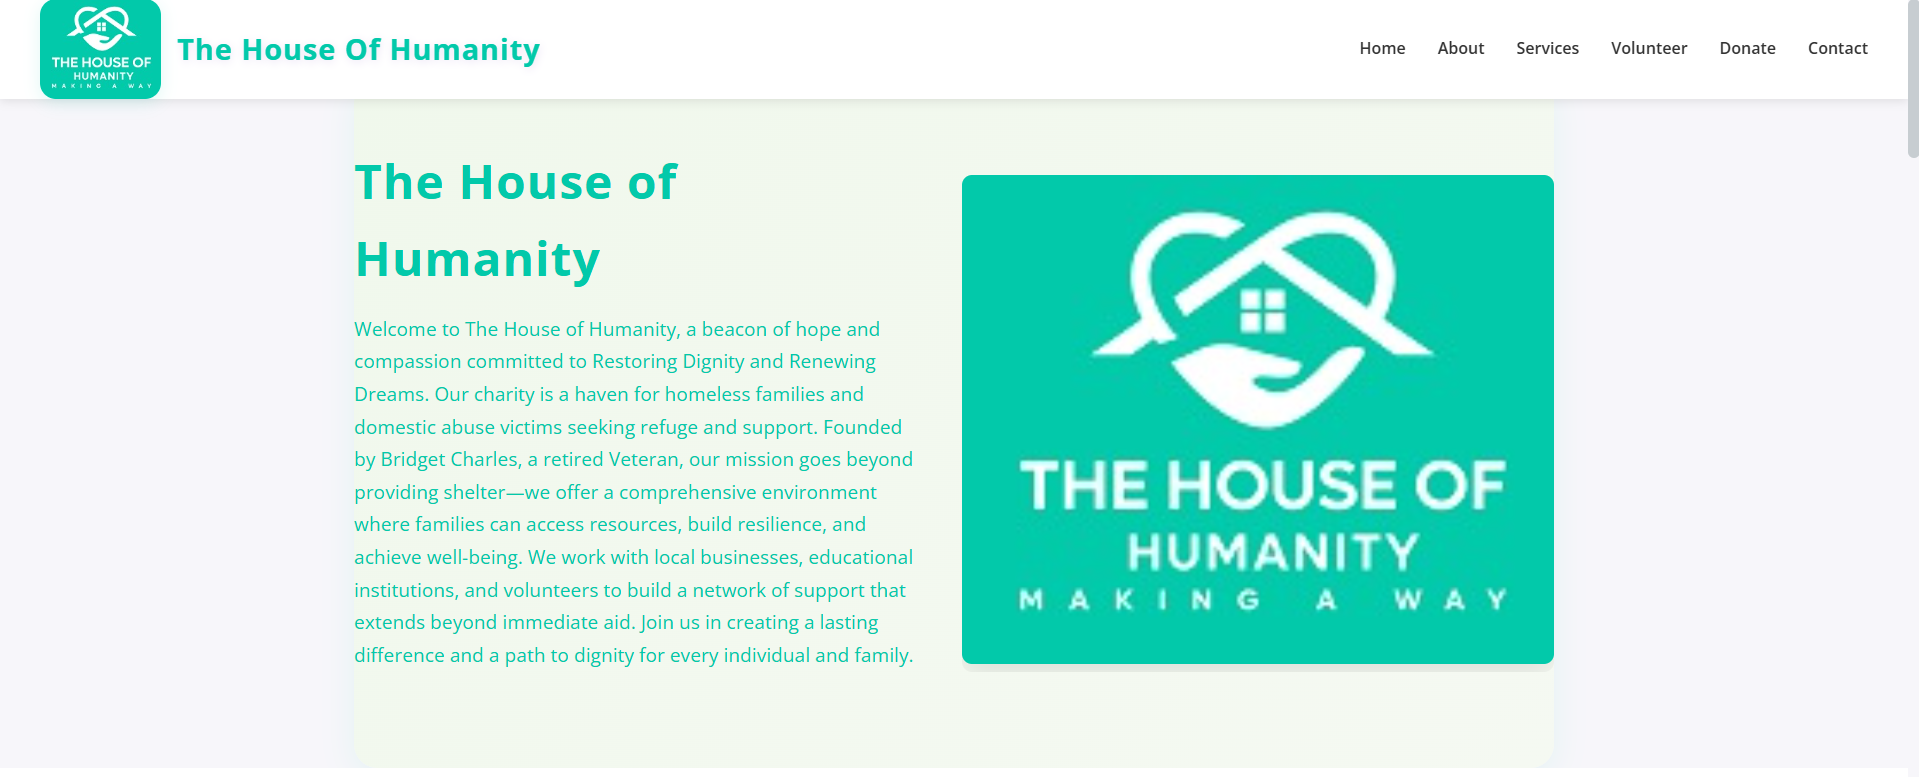 THE HOUSE OF
HUMANITY
MAKING A WAY
The House Of Humanity
Home About Services Volunteer Donate Contact
The House of
Humanity
Welcome to The House of Humanity, a beacon of hope and
compassion committed to Restoring Dignity and Renewing
Dreams. Our charity is a haven for homeless families and
domestic abuse victims seeking refuge and support. Founded
by Bridget Charles, a retired Veteran, our mission goes beyond
providing shelter—we offer a comprehensive environment
where families can access resources, build resilience, and
achieve well-being. We work with local businesses, educational
institutions, and volunteers to build a network of support that
extends beyond immediate aid. Join us in creating a lasting
difference and a path to dignity for every individual and family.
THE HOUSE OF
HUMANITY
MAKING A WAY